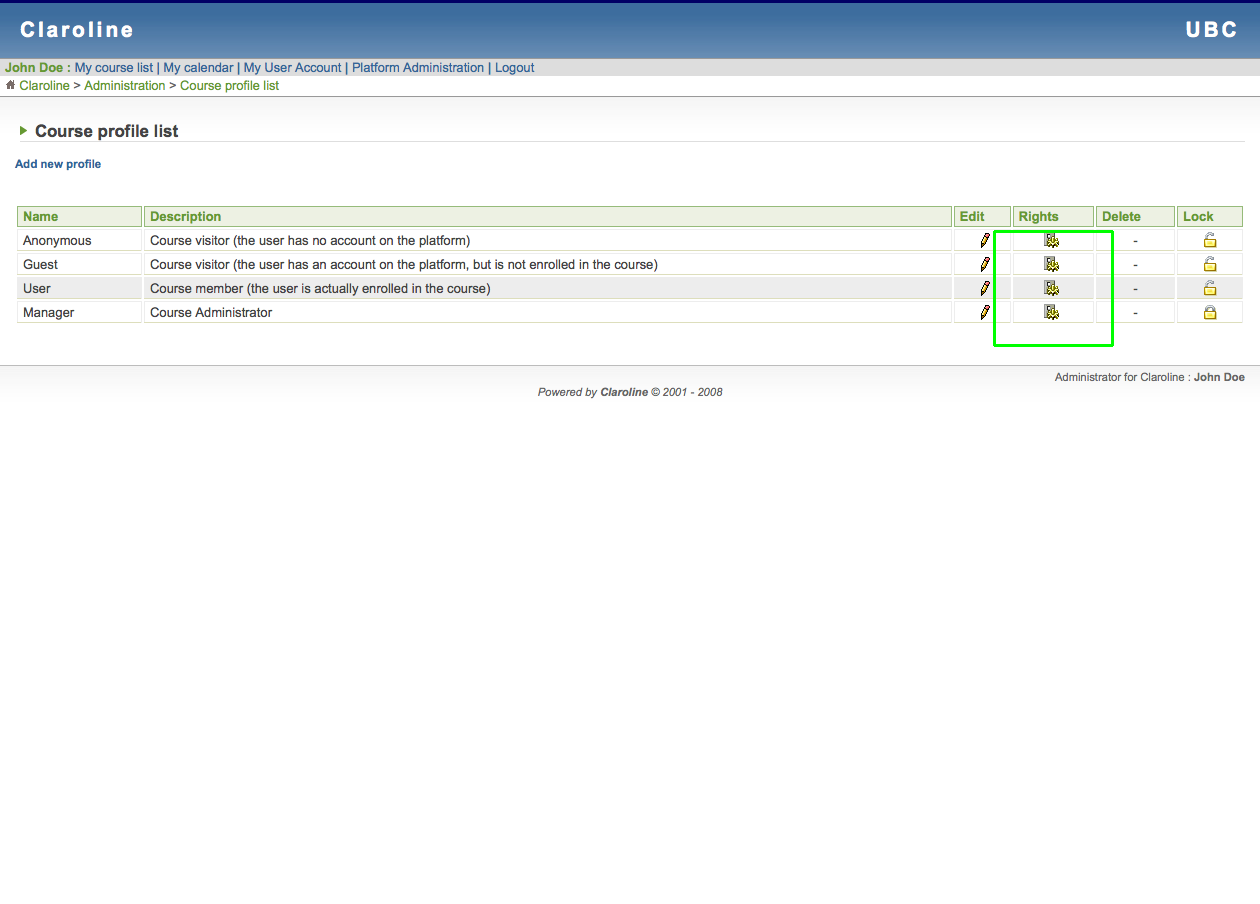 Claroline UBC
John Doe : My course list | My calendar | My User Account | Platform Administration | Logout
Claroline > Administration > Course profile list
Course profile list
Add new profile
Name Description Edit Rights Delete Lock
Anonymous Course visitor (the user has no account on the platform) -
Guest Course visitor (the user has an account on the platform, but is not enrolled in the course) -
User Course member (the user is actually enrolled in the course) -
Manager Course Administrator -
Administrator for Claroline : John Doe
Powered by Claroline © 2001 - 2008